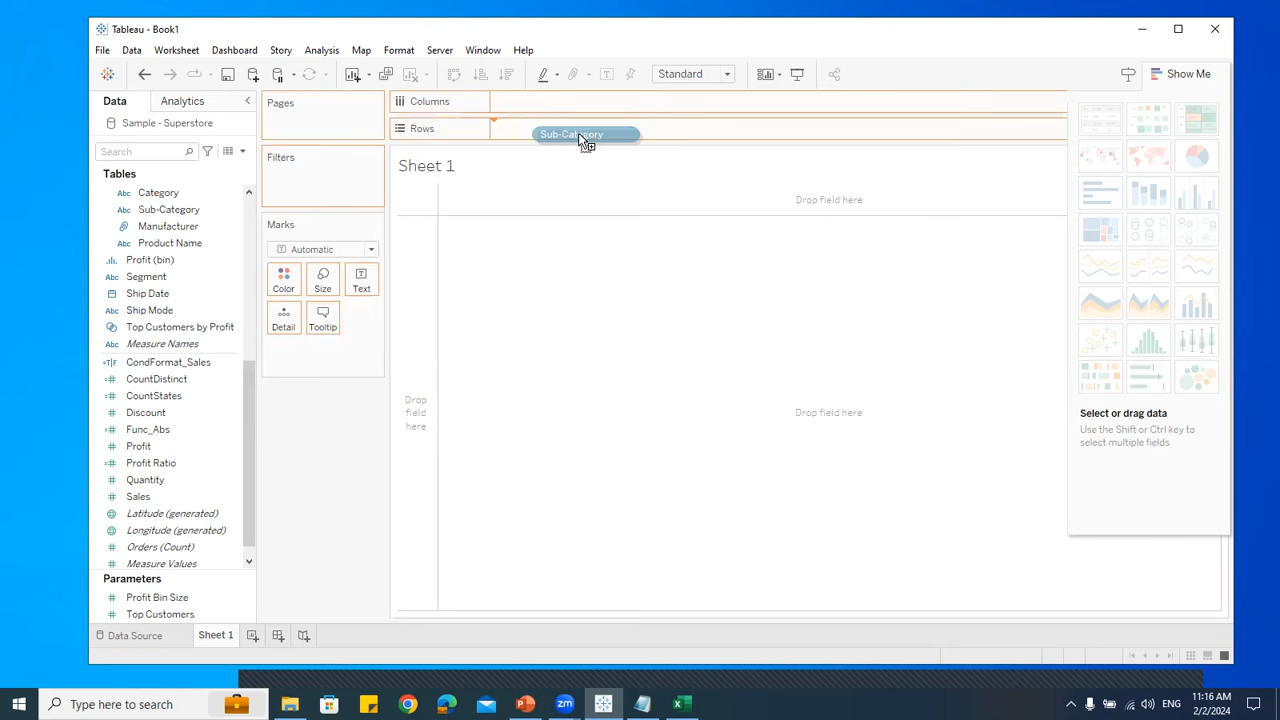 Tableau - Book1
File Data Worksheet Dashboard Story Analysis Map Format Server Window Help
Standard
Show Me
Data Analytics
Pages
Columns
Sample - Superstore
Rows
Sub-Category
Search
Filters
Sheet 1
Tables
Category
Drop field here
Sub-Category
Marks
Manufacturer
Abc Product Name
T Automatic
Profit (bin)
Abc Segment
Color Size Text
Ship Date
Abc Ship Mode
Top Customers by Profit
Detail Tooltip
Abc Measure Names
CondFormat_Sales
CountDistinct
CountStates
Drop
field
here
Drop field here
Discount
Select or drag data
Func_Abs
Use the Shift or Ctrl key to
select multiple fields
Profit
Profit Ratio
Quantity
Sales
Latitude (generated)
Longitude (generated)
Orders (Count)
Measure Values
Parameters
Profit Bin Size
Top Customers
Data Source Sheet 1
Type here to search
11:16 AM
2/2/2024